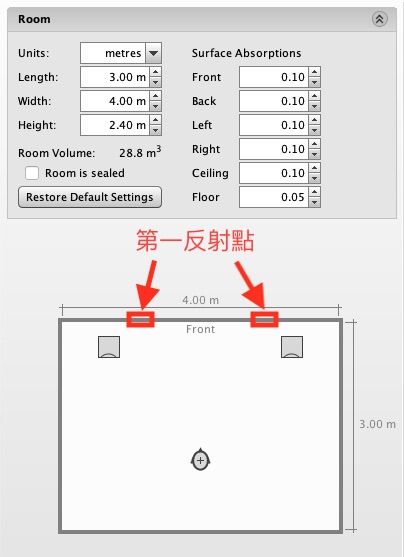 Room
Units: metres Surface Absorptions
Length: 3.00 m Front 0.10
Width: 4.00 m Back 0.10
Height: 2.40 m Left 0.10
Room Volume: 28.8 m³ Right 0.10
Room is sealed Ceiling 0.10
Restore Default Settings Floor 0.05
第一反射點
4.00 m
Front
3.00 m